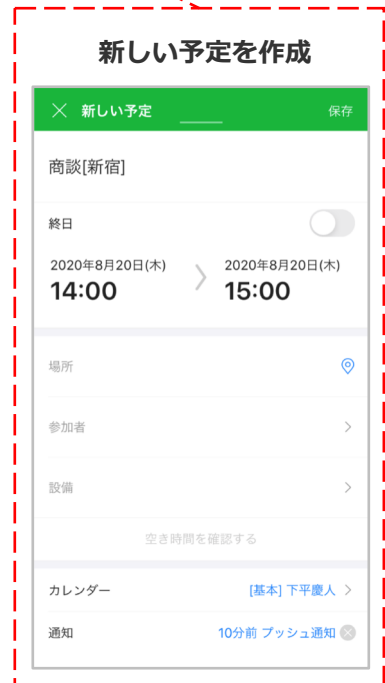 新しい予定を作成
新しい予定
保存
商談[新宿]
終日
2020年8月20日(木)
14:00
2020年8月20日(木)
15:00
場所
参加者
設備
空き時間を確認する
カレンダー
[基本] 下平慶人
通知
10分前 プッシュ通知